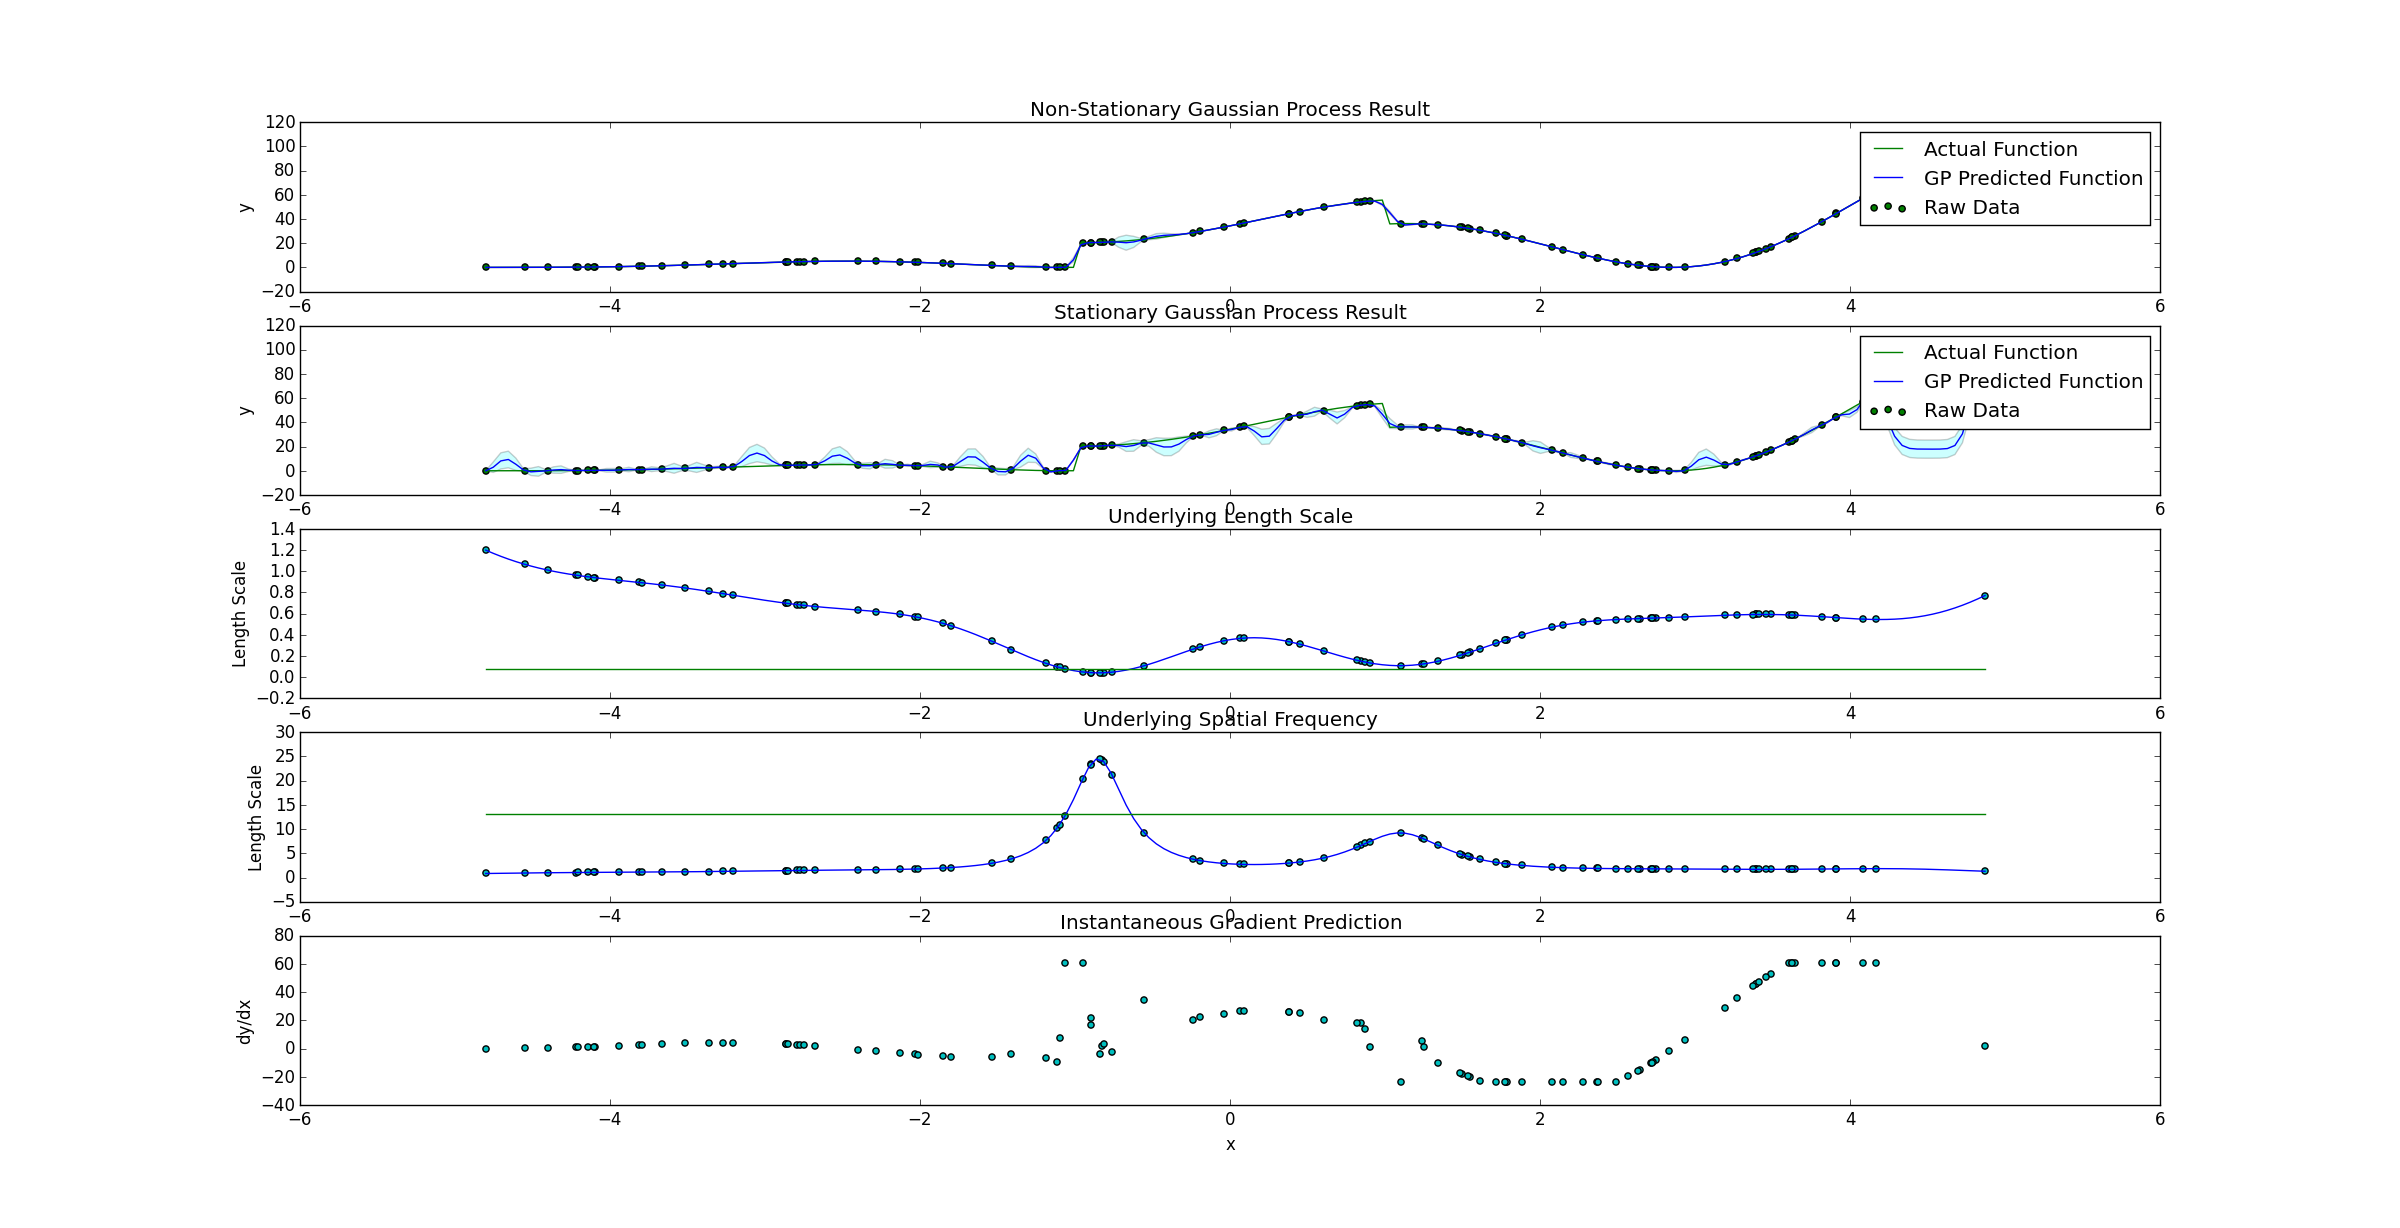 Non-Stationary Gaussian Process Result
120
100
80
60
40
20
0
−20
y
−6 −4 −2 0 2 4 6
Actual Function
GP Predicted Function
Raw Data
Stationary Gaussian Process Result
120
100
80
60
40
20
0
−20
y
−6 −4 −2 0 2 4 6
Actual Function
GP Predicted Function
Raw Data
Underlying Length Scale
1.4
1.2
1.0
0.8
0.6
0.4
0.2
0.0
−0.2
Length Scale
−6 −4 −2 0 2 4 6
Underlying Spatial Frequency
30
25
20
15
10
5
0
−5
Length Scale
−6 −4 −2 0 2 4 6
Instantaneous Gradient Prediction
80
60
40
20
0
−20
−40
dy/dx
−6 −4 −2 0 2 4 6
x